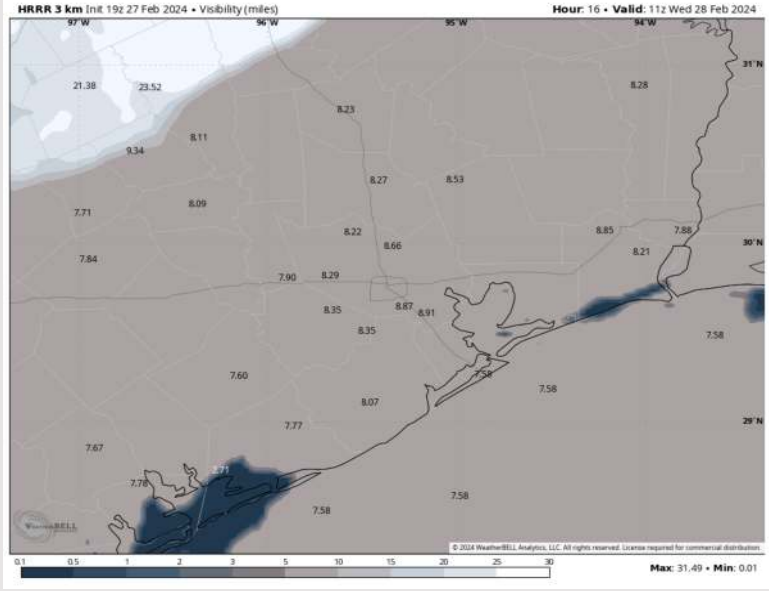 HRRR 3 km Init 19z 27 Feb 2024 • Visibility (miles) Hour: 16 • Valid: 11z Wed 28 Feb 2024
97°W 96°W 95°W 94°W
31°N
21.38 23.52 8.28
8.23
8.11
9.34
8.27 8.53
8.09
7.71
8.22 8.85 7.88
8.66 30°N
8.21
7.84
7.90 8.29
8.35 8.87 8.91
8.35 7.58
7.60 7.58 7.58
8.07
7.77 29°N
7.67
7.78
7.58 7.58
WeatherBELL
© 2024 WeatherBELL Analytics, LLC. All rights reserved. License required for commercial distribution.
0.1 0.5 1 2 3 5 10 15 20 25 30
Max: 31.49 • Min: 0.01